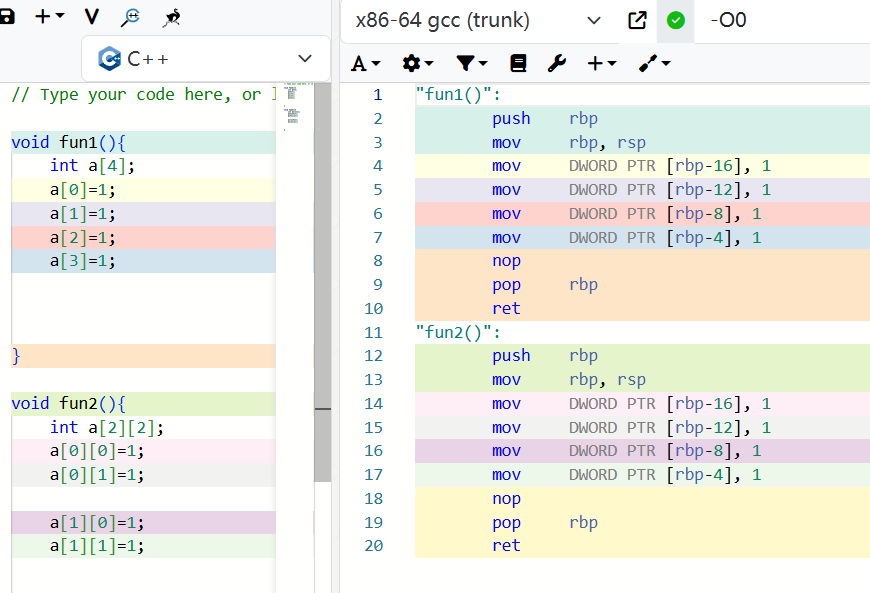 x86-64 gcc (trunk)
-O0
C++
A
// Type your code here, or
void fun1(){
    int a[4];
    a[0]=1;
    a[1]=1;
    a[2]=1;
    a[3]=1;
}
void fun2(){
    int a[2][2];
    a[0][0]=1;
    a[0][1]=1;
    a[1][0]=1;
    a[1][1]=1;
1 "fun1()":
2         push    rbp
3         mov     rbp, rsp
4         mov     DWORD PTR [rbp-16], 1
5         mov     DWORD PTR [rbp-12], 1
6         mov     DWORD PTR [rbp-8], 1
7         mov     DWORD PTR [rbp-4], 1
8         nop
9         pop     rbp
10         ret
11 "fun2()":
12         push    rbp
13         mov     rbp, rsp
14         mov     DWORD PTR [rbp-16], 1
15         mov     DWORD PTR [rbp-12], 1
16         mov     DWORD PTR [rbp-8], 1
17         mov     DWORD PTR [rbp-4], 1
18         nop
19         pop     rbp
20         ret